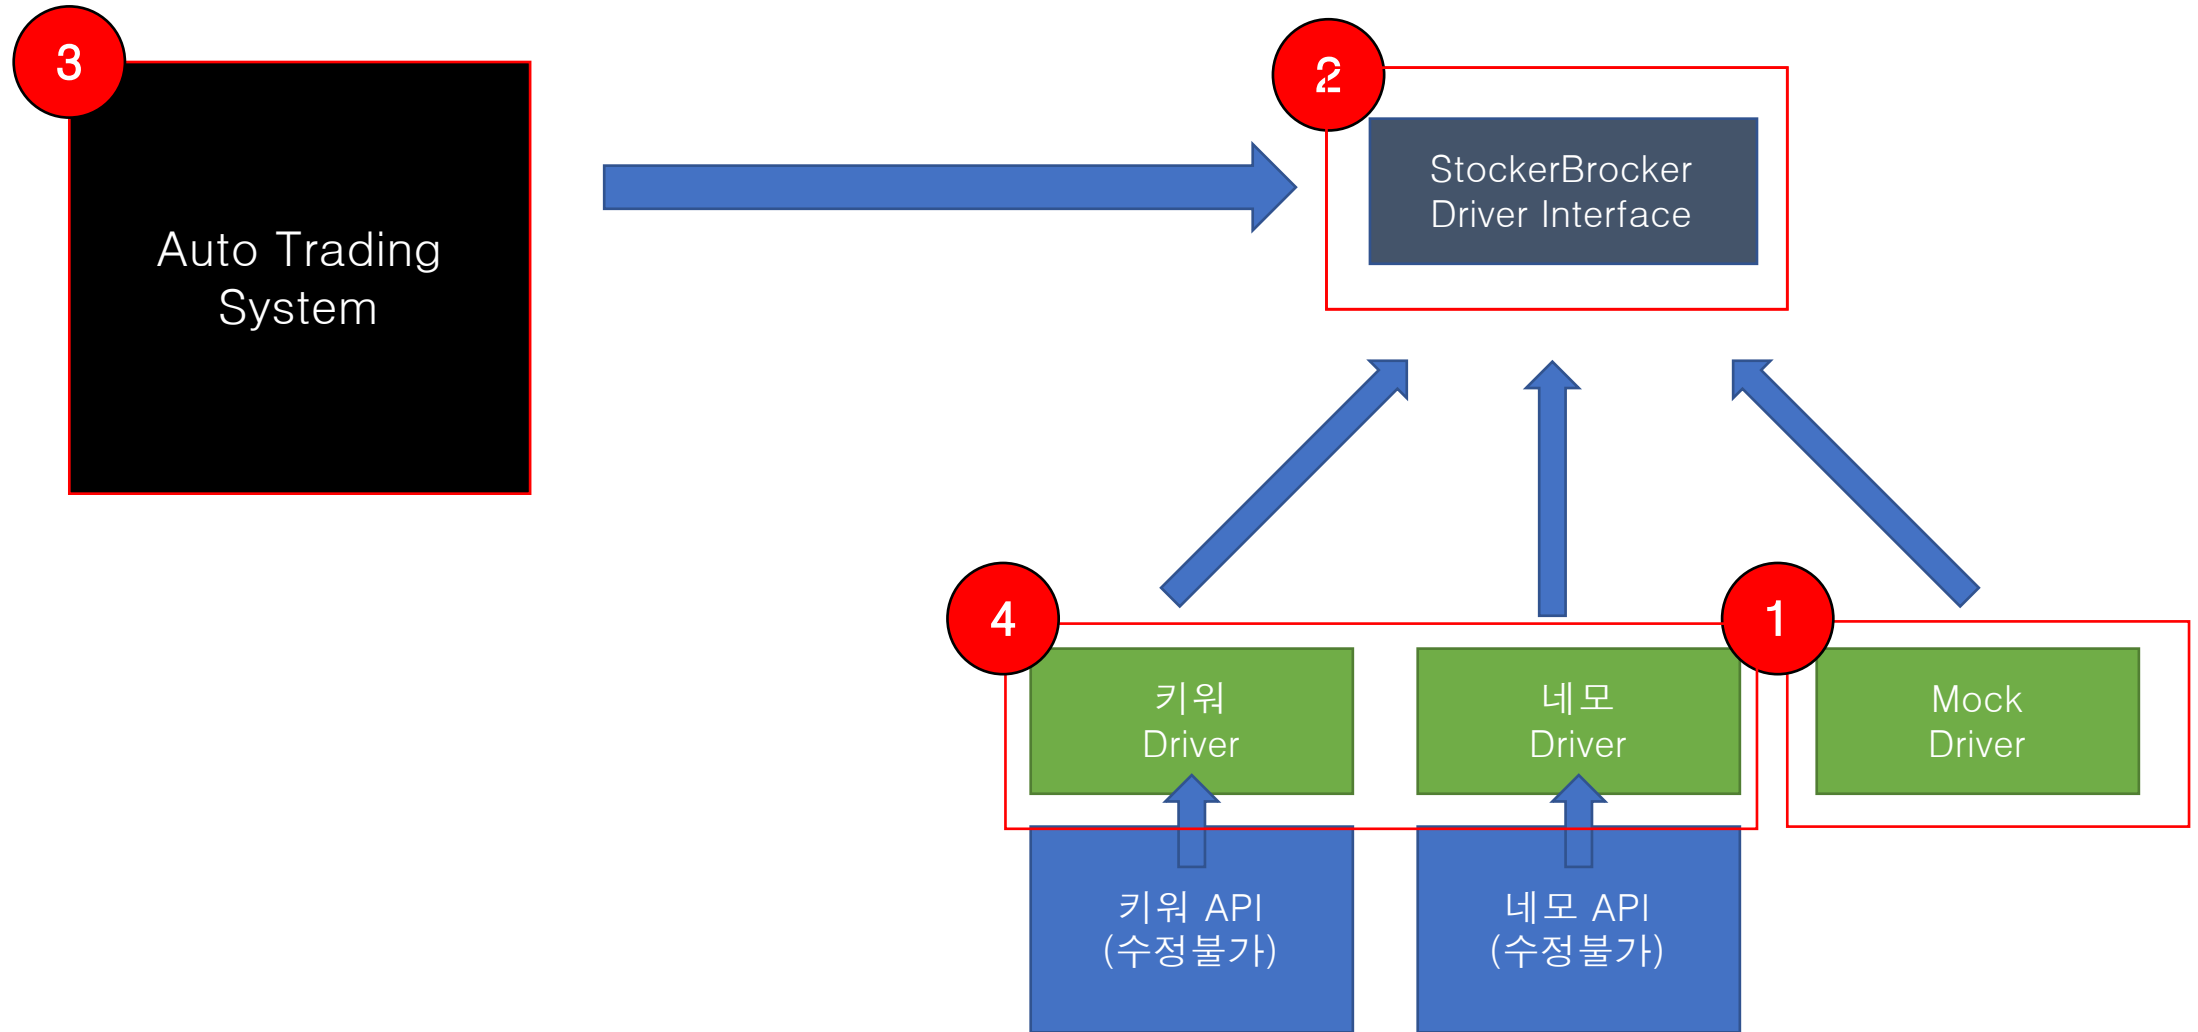 3
Auto Trading
System
2
StockerBrocker
Driver Interface
4
키워
Driver
네모
Driver
1
Mock
Driver
키워 API
(수정불가)
네모 API
(수정불가)